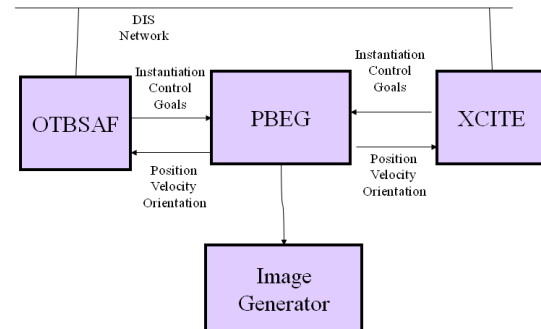 DIS
Network
Instantiation
Control
Goals
Instantiation
Control
Goals
OTBSAF
PBEG
XCITE
Position
Velocity
Orientation
Position
Velocity
Orientation
Image
Generator